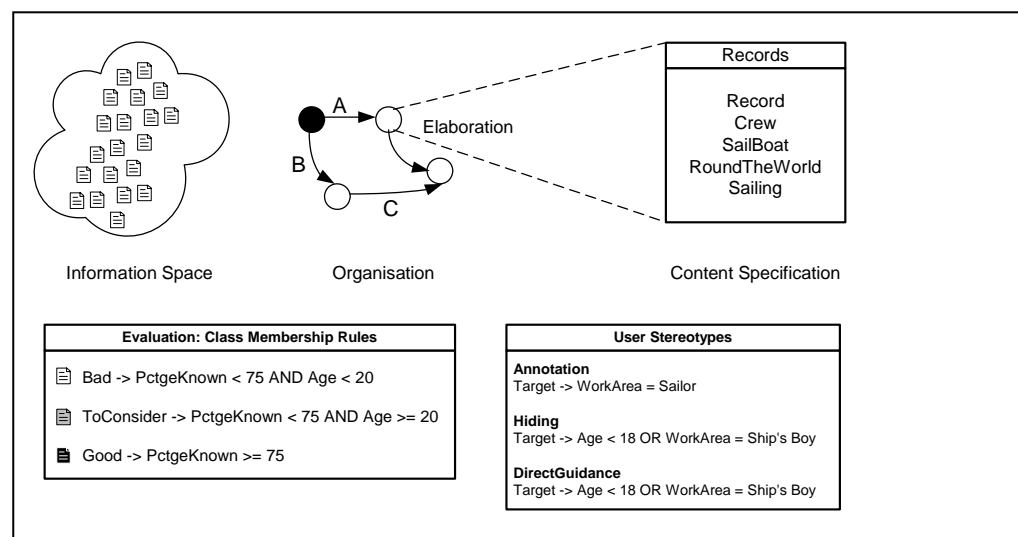 Records
Record
Crew
SailBoat
RoundTheWorld
Sailing
A
Elaboration
B
C
Information Space
Organisation
Content Specification
Evaluation: Class Membership Rules
Bad -> PctgeKnown < 75 AND Age < 20
ToConsider -> PctgeKnown < 75 AND Age >= 20
Good -> PctgeKnown >= 75
User Stereotypes
Annotation
Target -> WorkArea = Sailor
Hiding
Target -> Age < 18 OR WorkArea = Ship's Boy
DirectGuidance
Target -> Age < 18 OR WorkArea = Ship's Boy